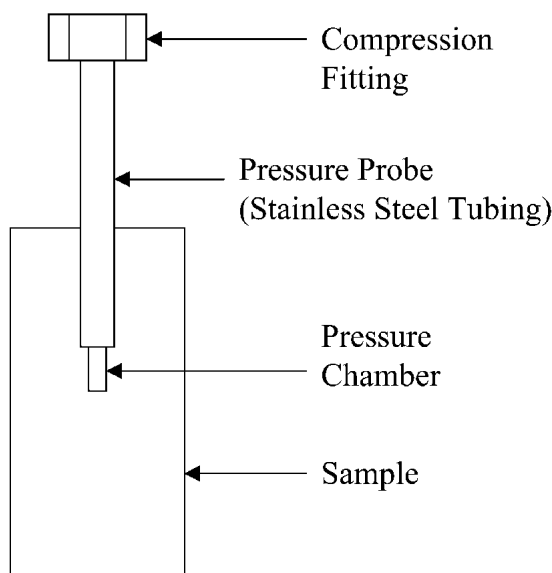 Compression
Fitting
Pressure Probe
(Stainless Steel Tubing)
Pressure
Chamber
Sample